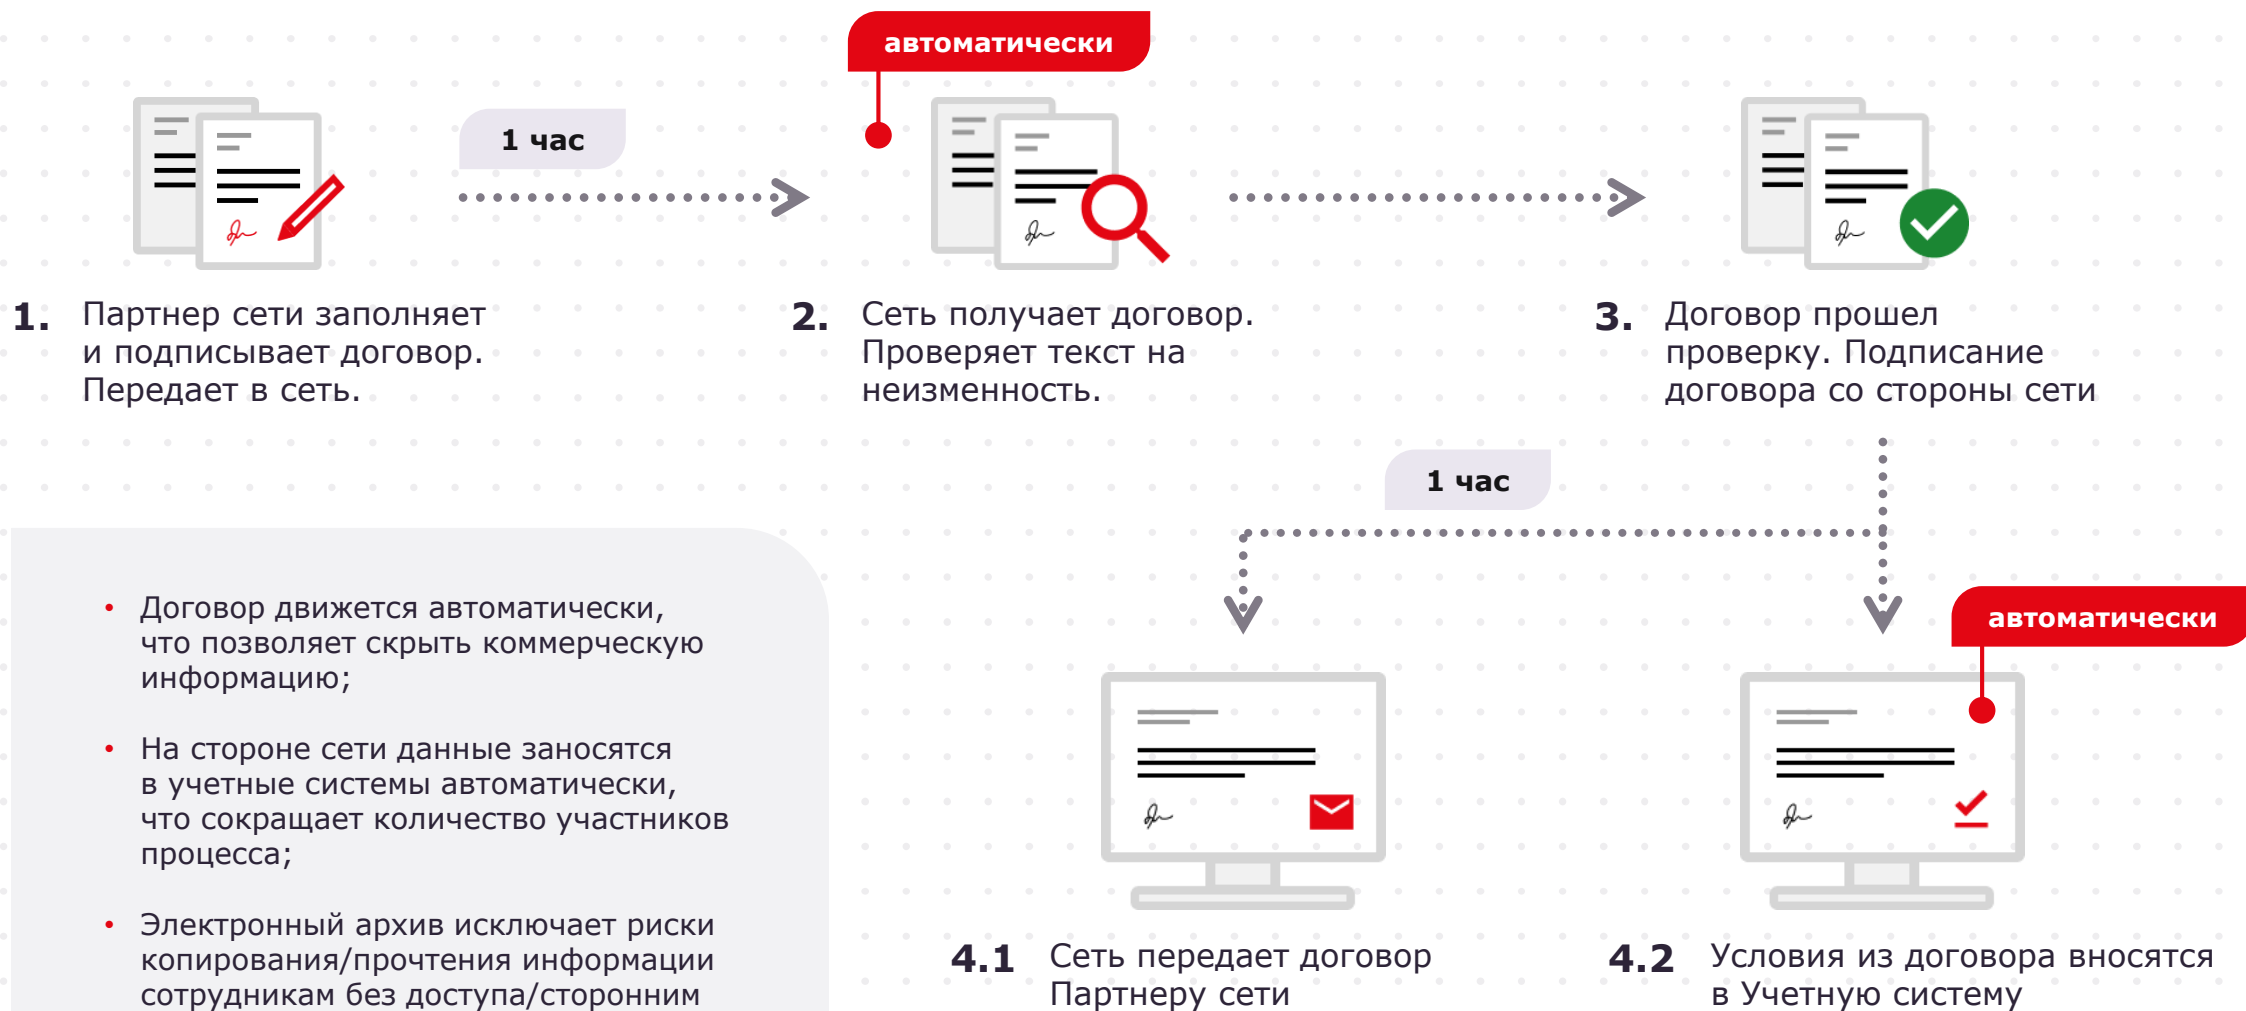 автоматически
1 час
1. Партнер сети заполняет
и подписывает договор.
Передает в сеть.
2. Сеть получает договор.
Проверяет текст на
неизменность.
3. Договор прошел
проверку. Подписание
договора со стороны сети
1 час
автоматически
• Договор движется автоматически,
что позволяет скрыть коммерческую
информацию;
• На стороне сети данные заносятся
в учетные системы автоматически,
что сокращает количество участников
процесса;
• Электронный архив исключает риски
копирования/прочтения информации
сотрудникам без доступа/сторонним
4.1 Сеть передает договор
Партнеру сети
4.2 Условия из договора вносятся
в Учетную систему